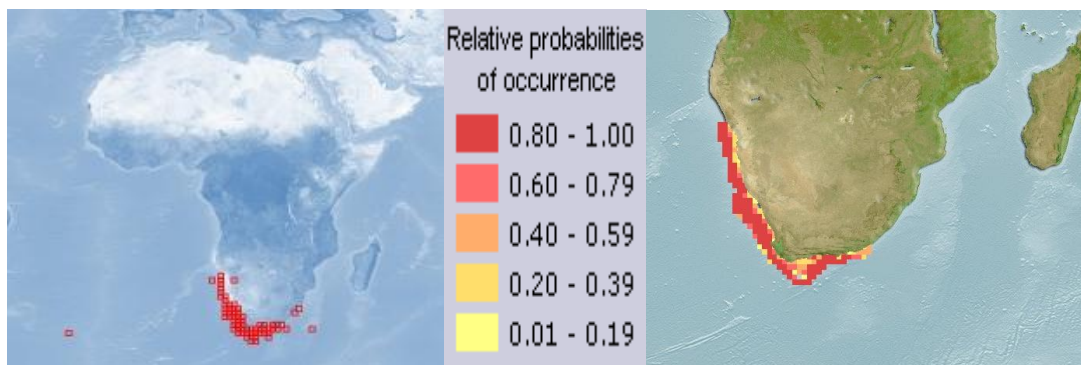 Relative probabilities
of occurrence
0.80 - 1.00
0.60 - 0.79
0.40 - 0.59
0.20 - 0.39
0.01 - 0.19